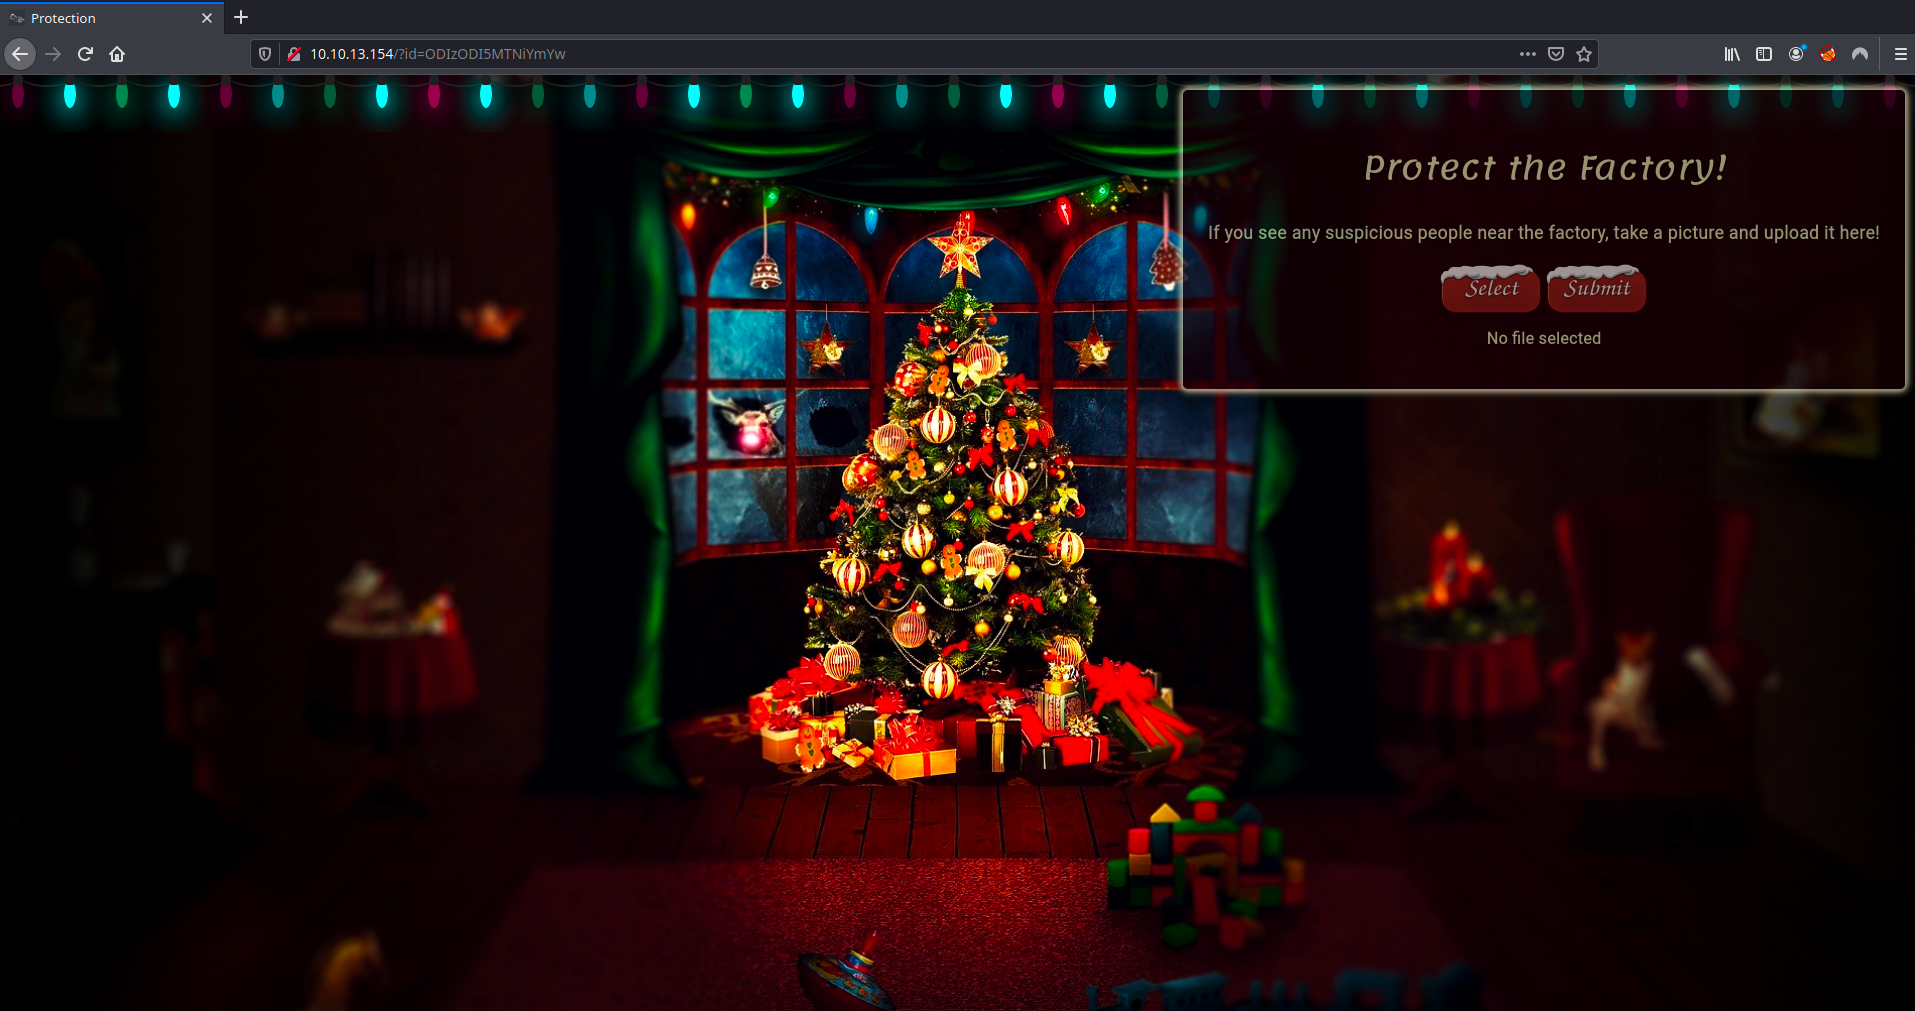 Protection
10.10.13.154/?id=ODIzODI5MTNiYmYw
Protect the Factory!
If you see any suspicious people near the factory, take a picture and upload it here!
Select
Submit
No file selected